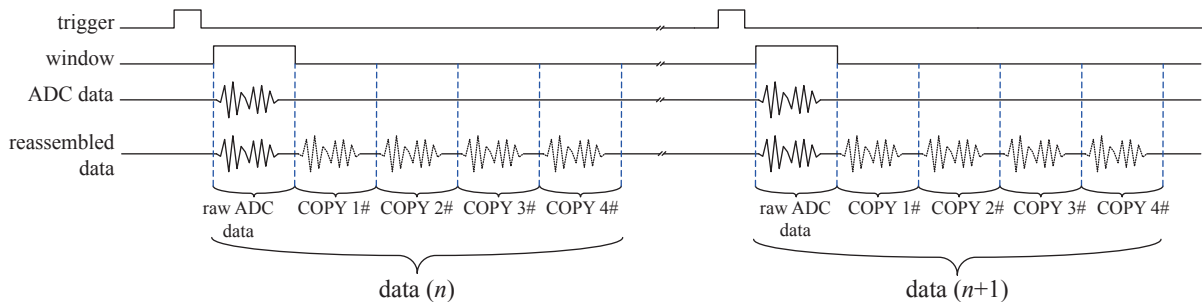 trigger
window
ADC data
reassembled
data
raw ADC
data
COPY 1#
COPY 2#
COPY 3#
COPY 4#
raw ADC
data
COPY 1#
COPY 2#
COPY 3#
COPY 4#
data (n)
data (n+1)